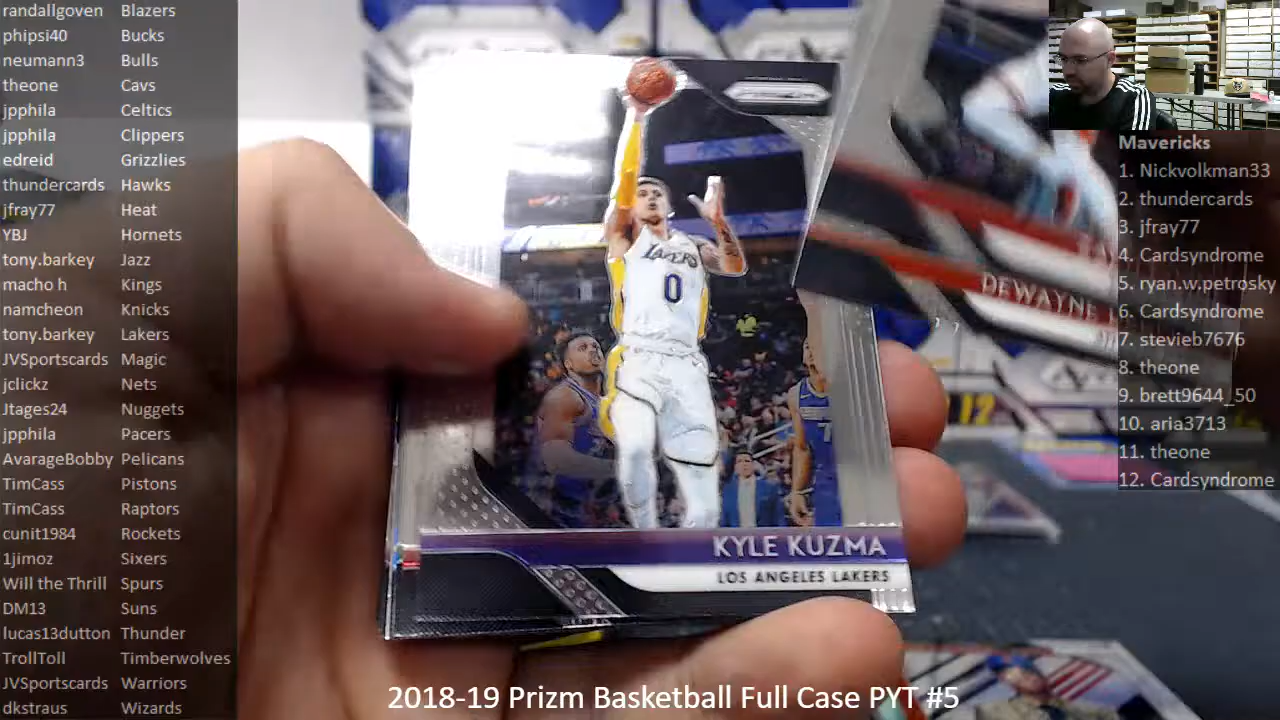 randallgoven Blazers
phipsi40 Bucks
neumann3 Bulls
theone Cavs
jpphila Celtics
jpphila Clippers
edreid Grizzlies
thundercards Hawks
jfray77 Heat
YBJ Hornets
tony.barkey Jazz
macho h Kings
namcheon Knicks
tony.barkey Lakers
JVSportscards Magic
jclickz Nets
Jtages24 Nuggets
jpphila Pacers
AvarageBobby Pelicans
TimCass Pistons
TimCass Raptors
cunit1984 Rockets
1jimoz Sixers
Will the Thrill Spurs
DM13 Suns
lucas13dutton Thunder
TrollToll Timberwolves
JVSportscards Warriors
dkstraus Wizards
LAKERS
0
KYLE KUZMA
LOS ANGELES LAKERS
DEWAYNE
12
7
Mavericks
1. Nickvolkman33
2. thundercards
3. jfray77
4. Cardsyndrome
5. ryan.w.petrosky
6. Cardsyndrome
7. stevieb7676
8. theone
9. brett9644_50
10. aria3713
11. theone
12. Cardsyndrome
2018-19 Prizm Basketball Full Case PYT #5